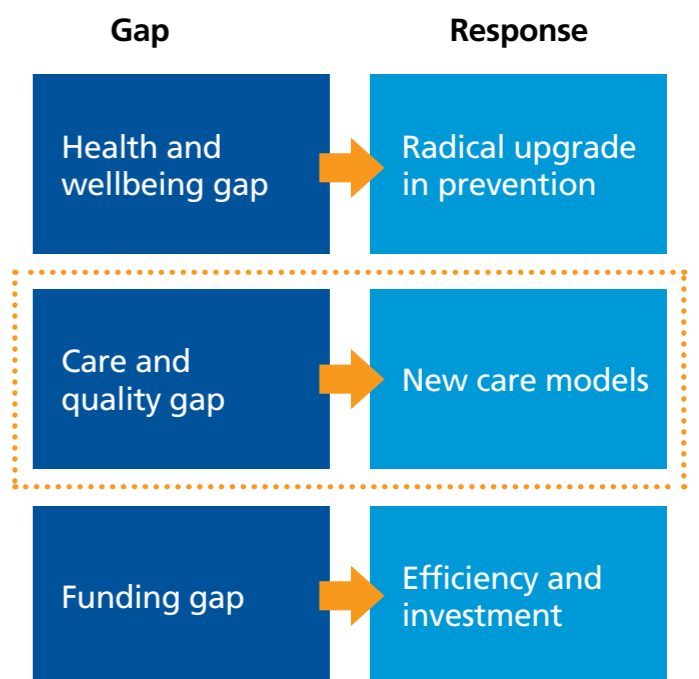 Gap
Response
Health and
wellbeing gap
Radical upgrade
in prevention
Care and
quality gap
New care models
Funding gap
Efficiency and
investment